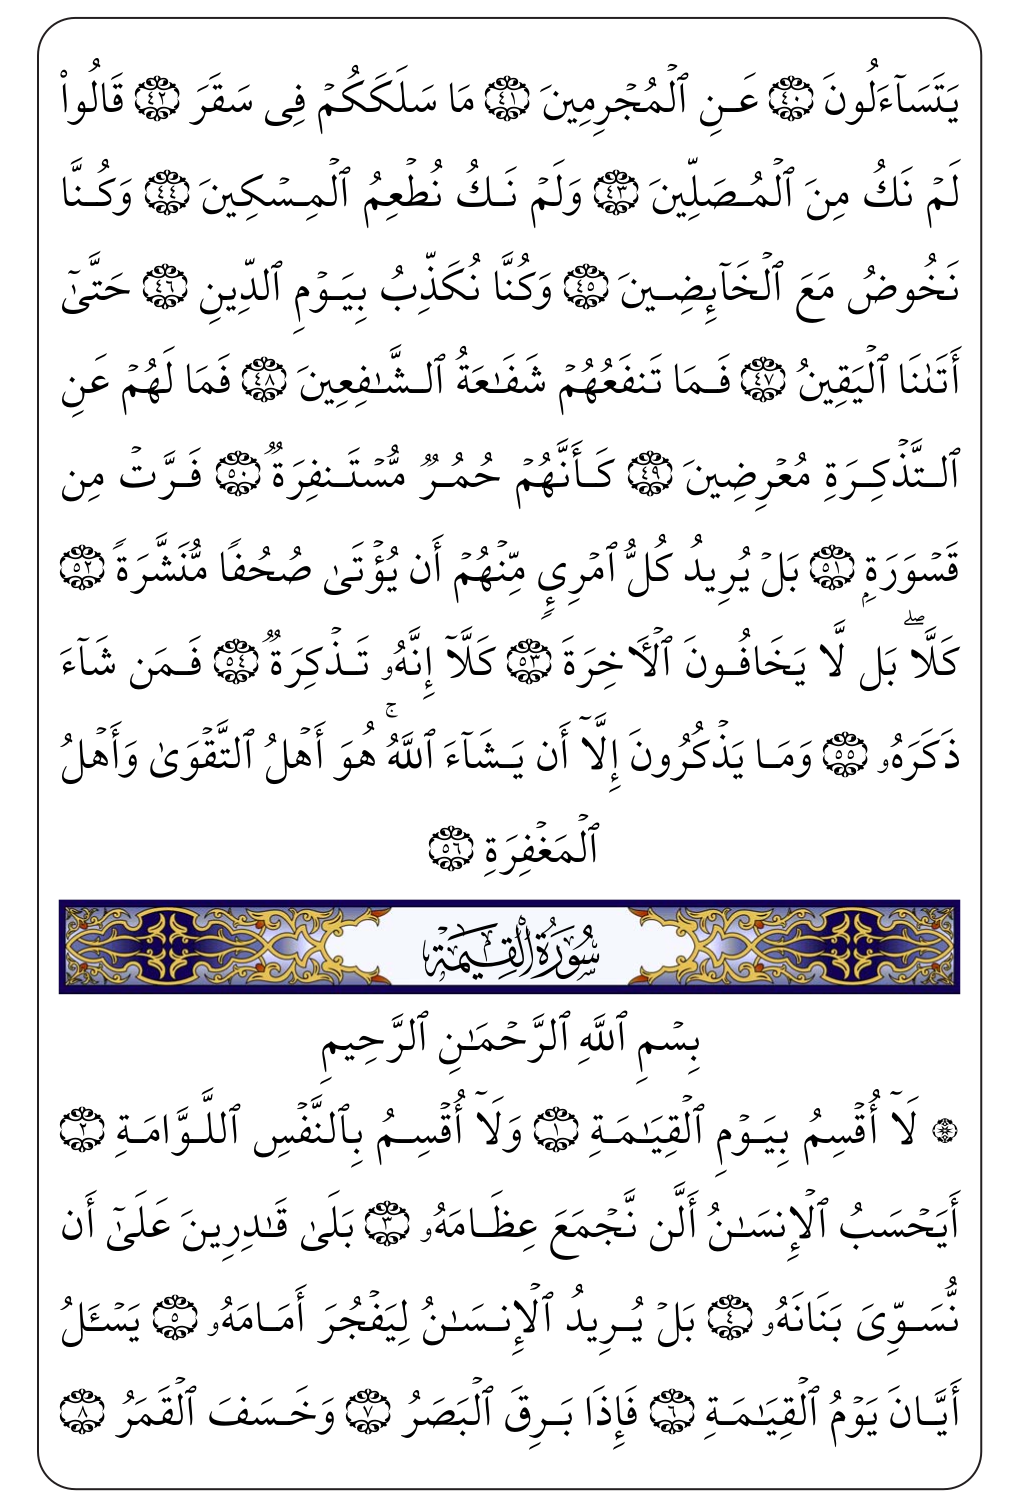 يَتَسَآءَلُونَ ٤٠ عَنِ ٱلۡمُجۡرِمِينَ ٤١ مَا سَلَكَكُمۡ فِى سَقَرَ ٤٢ قَالُواْ
لَمۡ نَكُ مِنَ ٱلۡمُصَلِّينَ ٤٣ وَلَمۡ نَكُ نُطۡعِمُ ٱلۡمِسۡكِينَ ٤٤ وَكُنَّا
نَخُوضُ مَعَ ٱلۡخَآئِضِينَ ٤٥ وَكُنَّا نُكَذِّبُ بِيَوۡمِ ٱلدِّينِ ٤٦ حَتَّىٰٓ
أَتَىٰنَا ٱلۡيَقِينُ ٤٧ فَمَا تَنفَعُهُمۡ شَفَـٰعَةُ ٱلشَّـٰفِعِينَ ٤٨ فَمَا لَهُمۡ عَنِ
ٱلتَّذۡكِرَةِ مُعۡرِضِينَ ٤٩ كَأَنَّهُمۡ حُمُرٌ مُّسۡتَنفِرَةٌ ٥٠ فَرَّتۡ مِن
قَسۡوَرَةِۭ ٥١ بَلۡ يُرِيدُ كُلُّ ٱمۡرِىٍٕ مِّنۡهُمۡ أَن يُؤۡتَىٰ صُحُفًا مُّنَشَّرَةً ٥٢
كَلَّاۖ بَل لَّا يَخَافُونَ ٱلۡأَخِرَةَ ٥٣ كَلَّآ إِنَّهُۥ تَذۡكِرَةٌ ٥٤ فَمَن شَآءَ
ذَكَرَهُۥ ٥٥ وَمَا يَذۡكُرُونَ إِلَّآ أَن يَشَآءَ ٱللَّهُۚ هُوَ أَهۡلُ ٱلتَّقۡوَىٰ وَأَهۡلُ
ٱلۡمَغۡفِرَةِ ٥٦
سُورَةُ ٱلۡقِيَـٰمَةِ
بِسۡمِ ٱللَّهِ ٱلرَّحۡمَـٰنِ ٱلرَّحِيمِ
۞ لَآ أُقۡسِمُ بِيَوۡمِ ٱلۡقِيَـٰمَةِ ١ وَلَآ أُقۡسِمُ بِٱلنَّفۡسِ ٱللَّوَّامَةِ ٢
أَيَحۡسَبُ ٱلۡإِنسَـٰنُ أَلَّن نَّجۡمَعَ عِظَامَهُۥ ٣ بَلَىٰ قَـٰدِرِينَ عَلَىٰٓ أَن
نُّسَوِّىَ بَنَانَهُۥ ٤ بَلۡ يُرِيدُ ٱلۡإِنسَـٰنُ لِيَفۡجُرَ أَمَامَهُۥ ٥ يَسۡـَٔلُ
أَيَّانَ يَوۡمُ ٱلۡقِيَـٰمَةِ ٦ فَإِذَا بَرِقَ ٱلۡبَصَرُ ٧ وَخَسَفَ ٱلۡقَمَرُ ٨